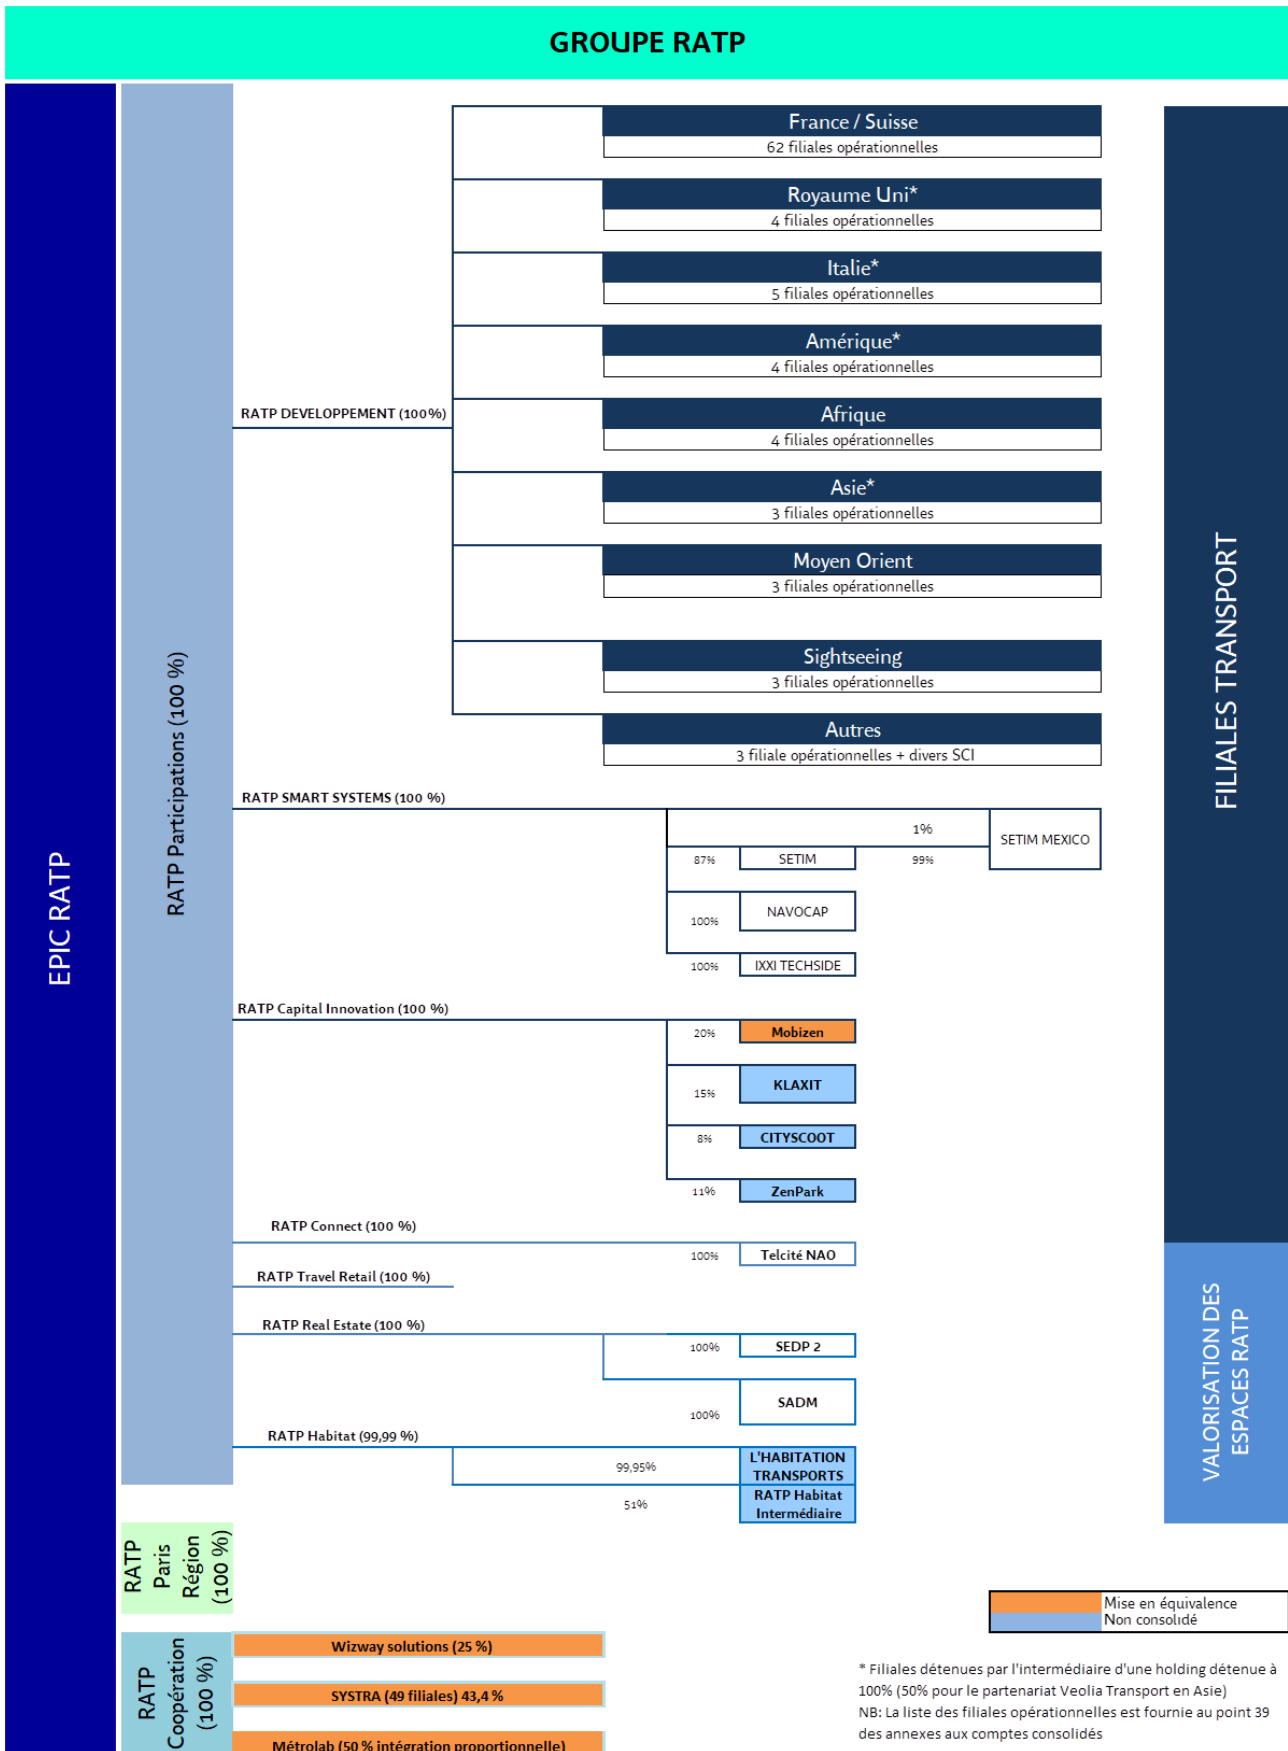 GROUPE RATP
EPIC RATP
RATP Participations (100 %)
RATP DEVELOPPEMENT (100%)
France / Suisse
62 filiales opérationnelles
Royaume Uni*
4 filiales opérationnelles
Italie*
5 filiales opérationnelles
Amérique*
4 filiales opérationnelles
Afrique
4 filiales opérationnelles
Asie*
3 filiales opérationnelles
Moyen Orient
3 filiales opérationnelles
Sightseeing
3 filiales opérationnelles
Autres
3 filiale opérationnelles + divers SCI
FILIALES TRANSPORT
RATP SMART SYSTEMS (100 %)
1%
SETIM MEXICO
87%
SETIM
99%
100%
NAVOCAP
100%
IXXI TECHSIDE
RATP Capital Innovation (100 %)
20%
Mobizen
15%
KLAXIT
8%
CITYSCOOT
11%
ZenPark
RATP Connect (100 %)
100%
Telcité NAO
RATP Travel Retail (100 %)
RATP Real Estate (100 %)
100%
SEDP 2
100%
SADM
VALORISATION DES
ESPACES RATP
RATP Habitat (99,99 %)
99,95%
L'HABITATION
TRANSPORTS
51%
RATP Habitat
Intermédiaire
RATP
Paris
Région
(100 %)
RATP
Coopération
(100 %)
Wizway solutions (25 %)
SYSTRA (49 filiales) 43,4 %
Métrolab (50 % intégration proportionnelle)
Mise en équivalence
Non consolidé
* Filiales détenues par l'intermédiaire d'une holding détenue à
100% (50% pour le partenariat Veolia Transport en Asie)
NB: La liste des filiales opérationnelles est fournie au point 39
des annexes aux comptes consolidés